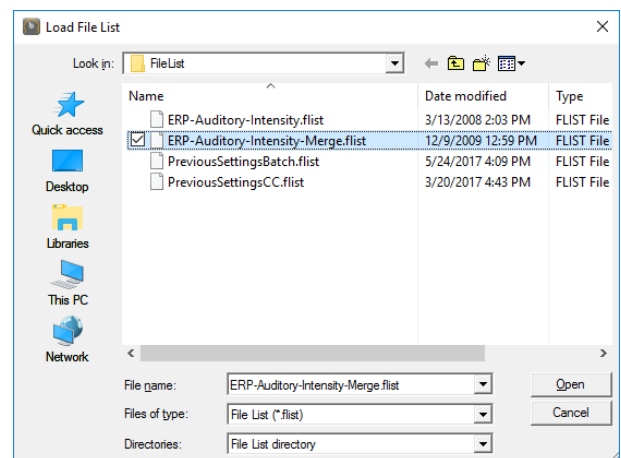 Load File List
Look in: FileList
Name Date modified Type
ERP-Auditory-Intensity.flist 3/13/2008 2:03 PM FLIST File
ERP-Auditory-Intensity-Merge.flist 12/9/2009 12:59 PM FLIST File
PreviousSettingsBatch.flist 5/24/2017 4:09 PM FLIST File
PreviousSettingsCC.flist 3/20/2017 4:43 PM FLIST File
Quick access
Desktop
Libraries
This PC
Network
File name: ERP-Auditory-Intensity-Merge.flist Open
Files of type: File List (*.flist) Cancel
Directories: File List directory